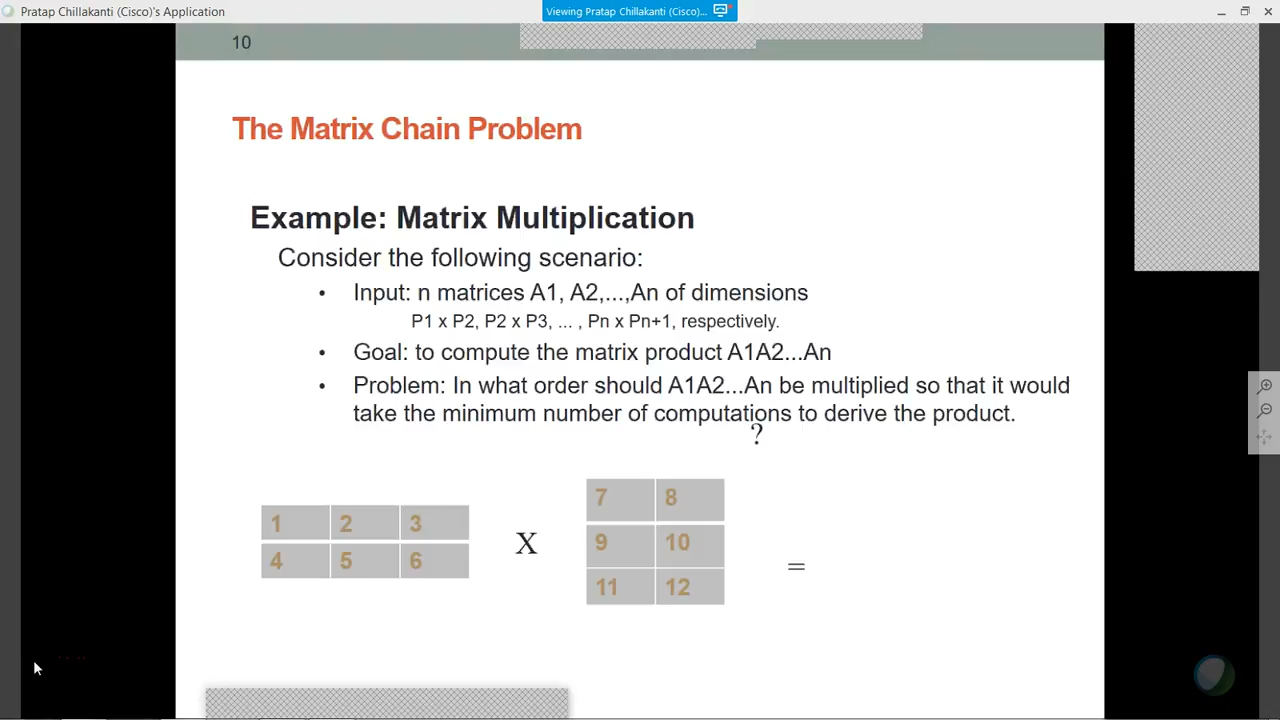 Pratap Chillakanti (Cisco)'s Application
Viewing Pratap Chillakanti (Cisco)...
10
The Matrix Chain Problem
Example: Matrix Multiplication
Consider the following scenario:
• Input: n matrices A1, A2,...,An of dimensions
P1 x P2, P2 x P3, ... , Pn x Pn+1, respectively.
• Goal: to compute the matrix product A1A2...An
• Problem: In what order should A1A2...An be multiplied so that it would
take the minimum number of computations to derive the product.
?
1 2 3
4 5 6
X
7 8
9 10
11 12
=